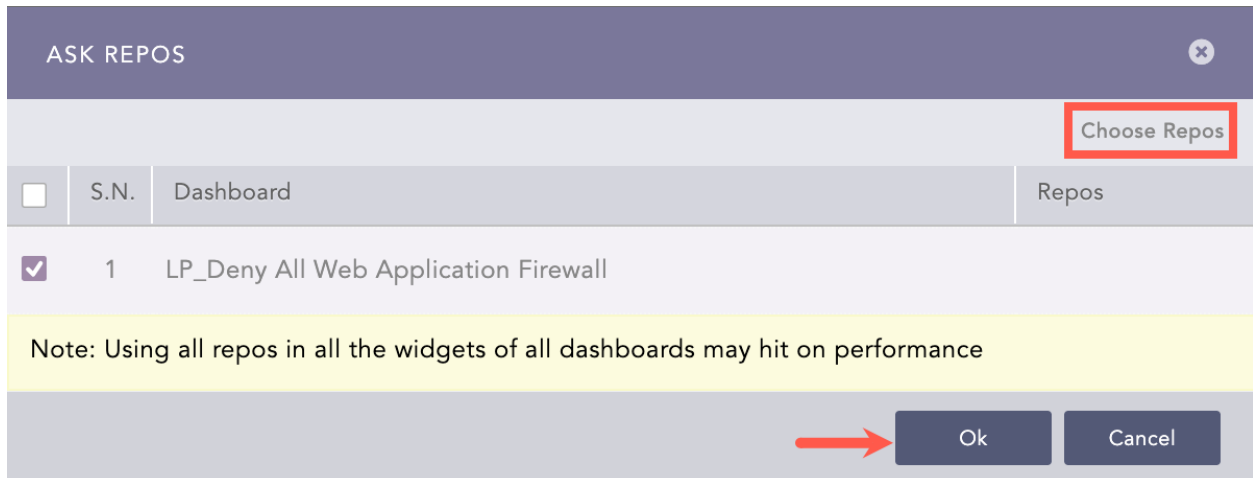 ASK REPOS
Choose Repos
S.N. Dashboard Repos
1 LP_Deny All Web Application Firewall
Note: Using all repos in all the widgets of all dashboards may hit on performance
Ok Cancel